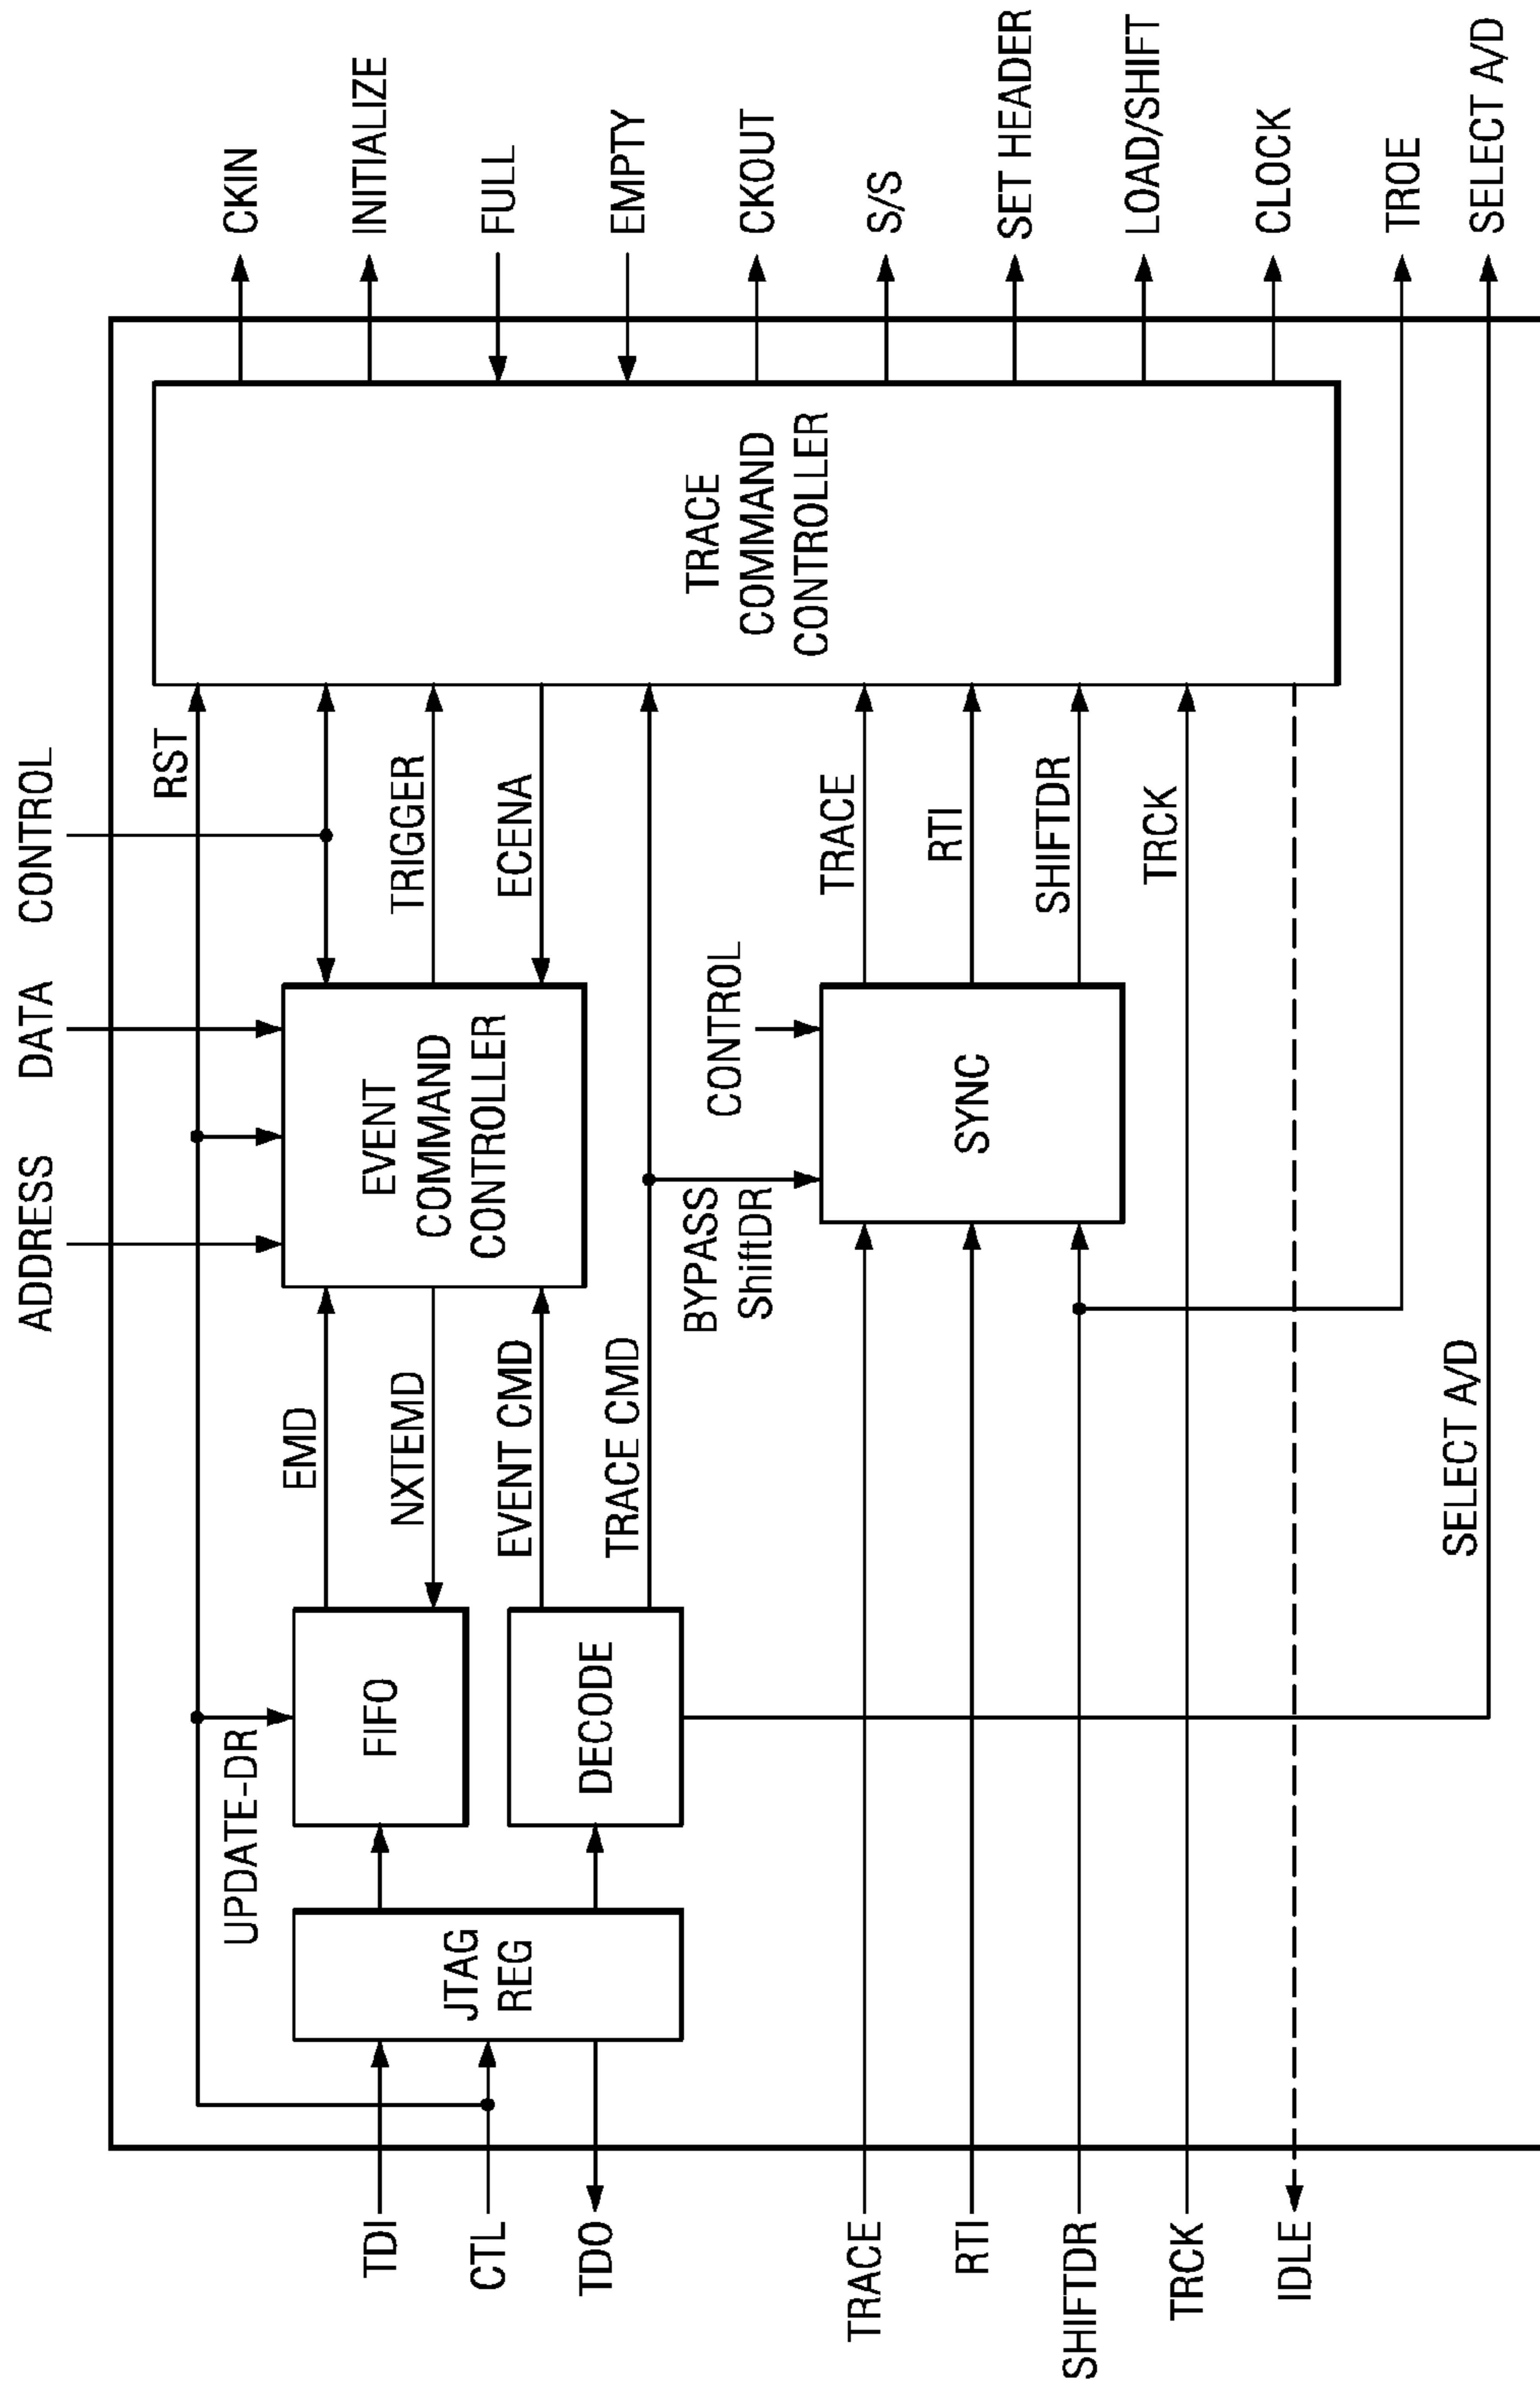 ADDRESS
DATA
CONTROL
RST
UPDATE-DR
TDI
CTL
TDO
JTAG
REG
FIFO
DECODE
EMD
NXTEMD
EVENT CMD
TRACE CMD
EVENT
COMMAND
CONTROLLER
TRIGGER
ECENA
TRACE
COMMAND
CONTROLLER
CKIN
INITIALIZE
FULL
EMPTY
CKOUT
S/S
SET HEADER
LOAD/SHIFT
CLOCK
TROE
SELECT A/D
BYPASS
ShiftDR
CONTROL
SYNC
TRACE
RTI
SHIFTDR
TRCK
TRACE
RTI
SHIFTDR
TRCK
IDLE
SELECT A/D